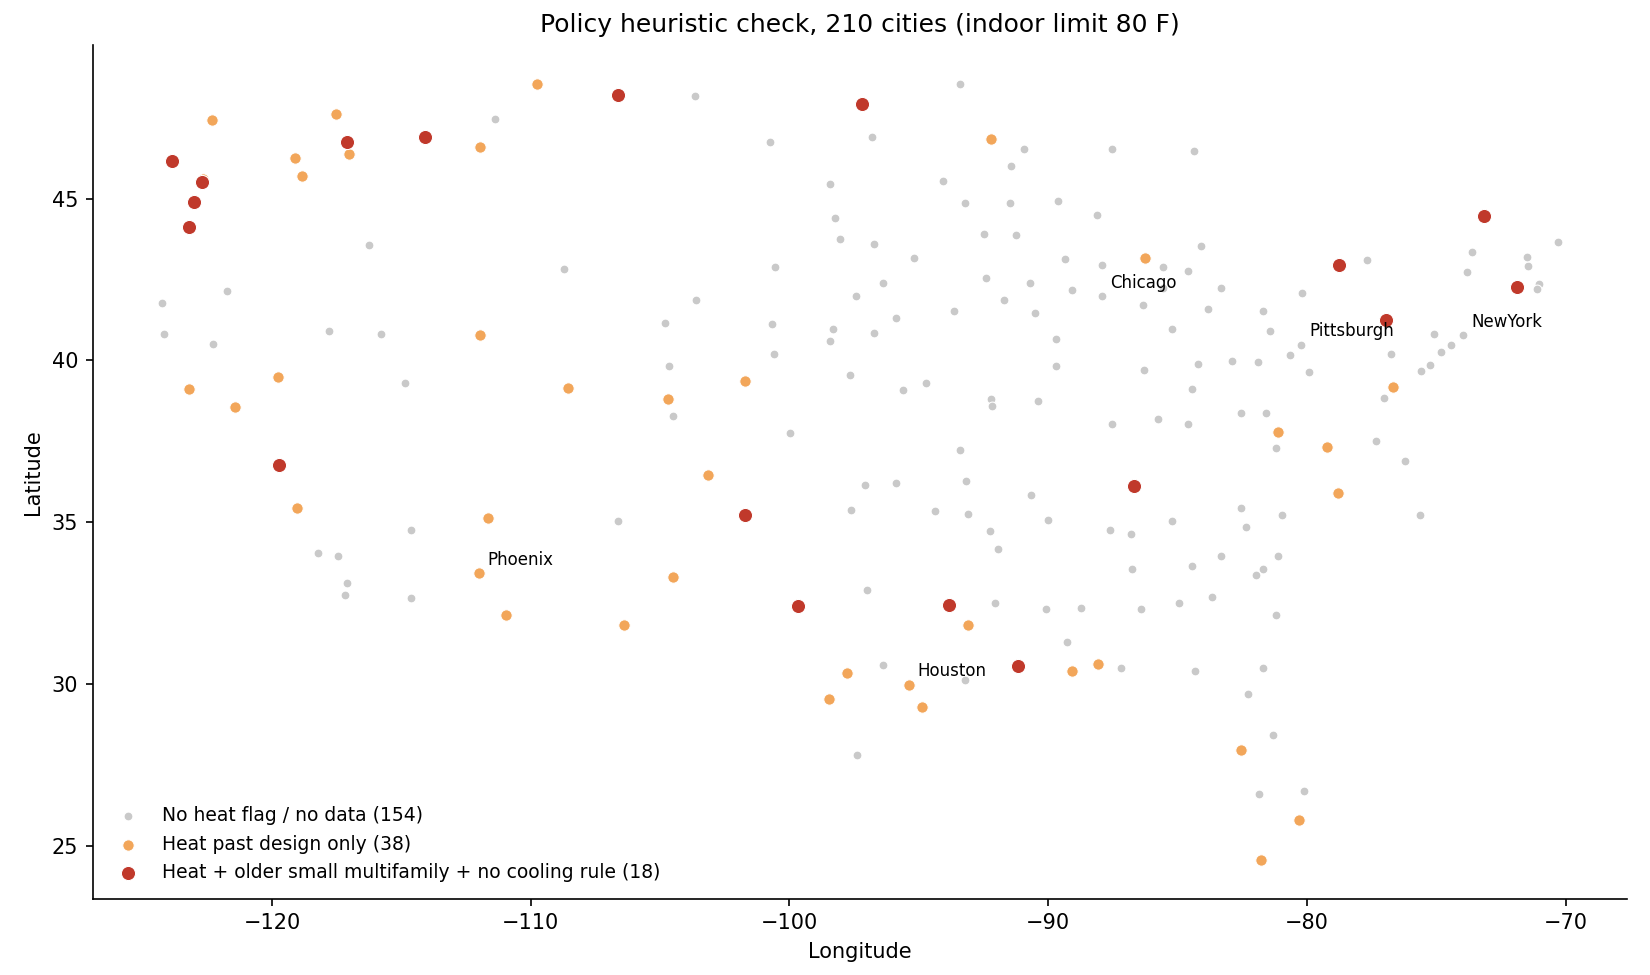 Policy heuristic check, 210 cities (indoor limit 80 F)
Latitude
45
40
35
30
25
Chicago
Pittsburgh
NewYork
Phoenix
Houston
No heat flag / no data (154)
Heat past design only (38)
Heat + older small multifamily + no cooling rule (18)
−120
−110
−100
−90
−80
−70
Longitude